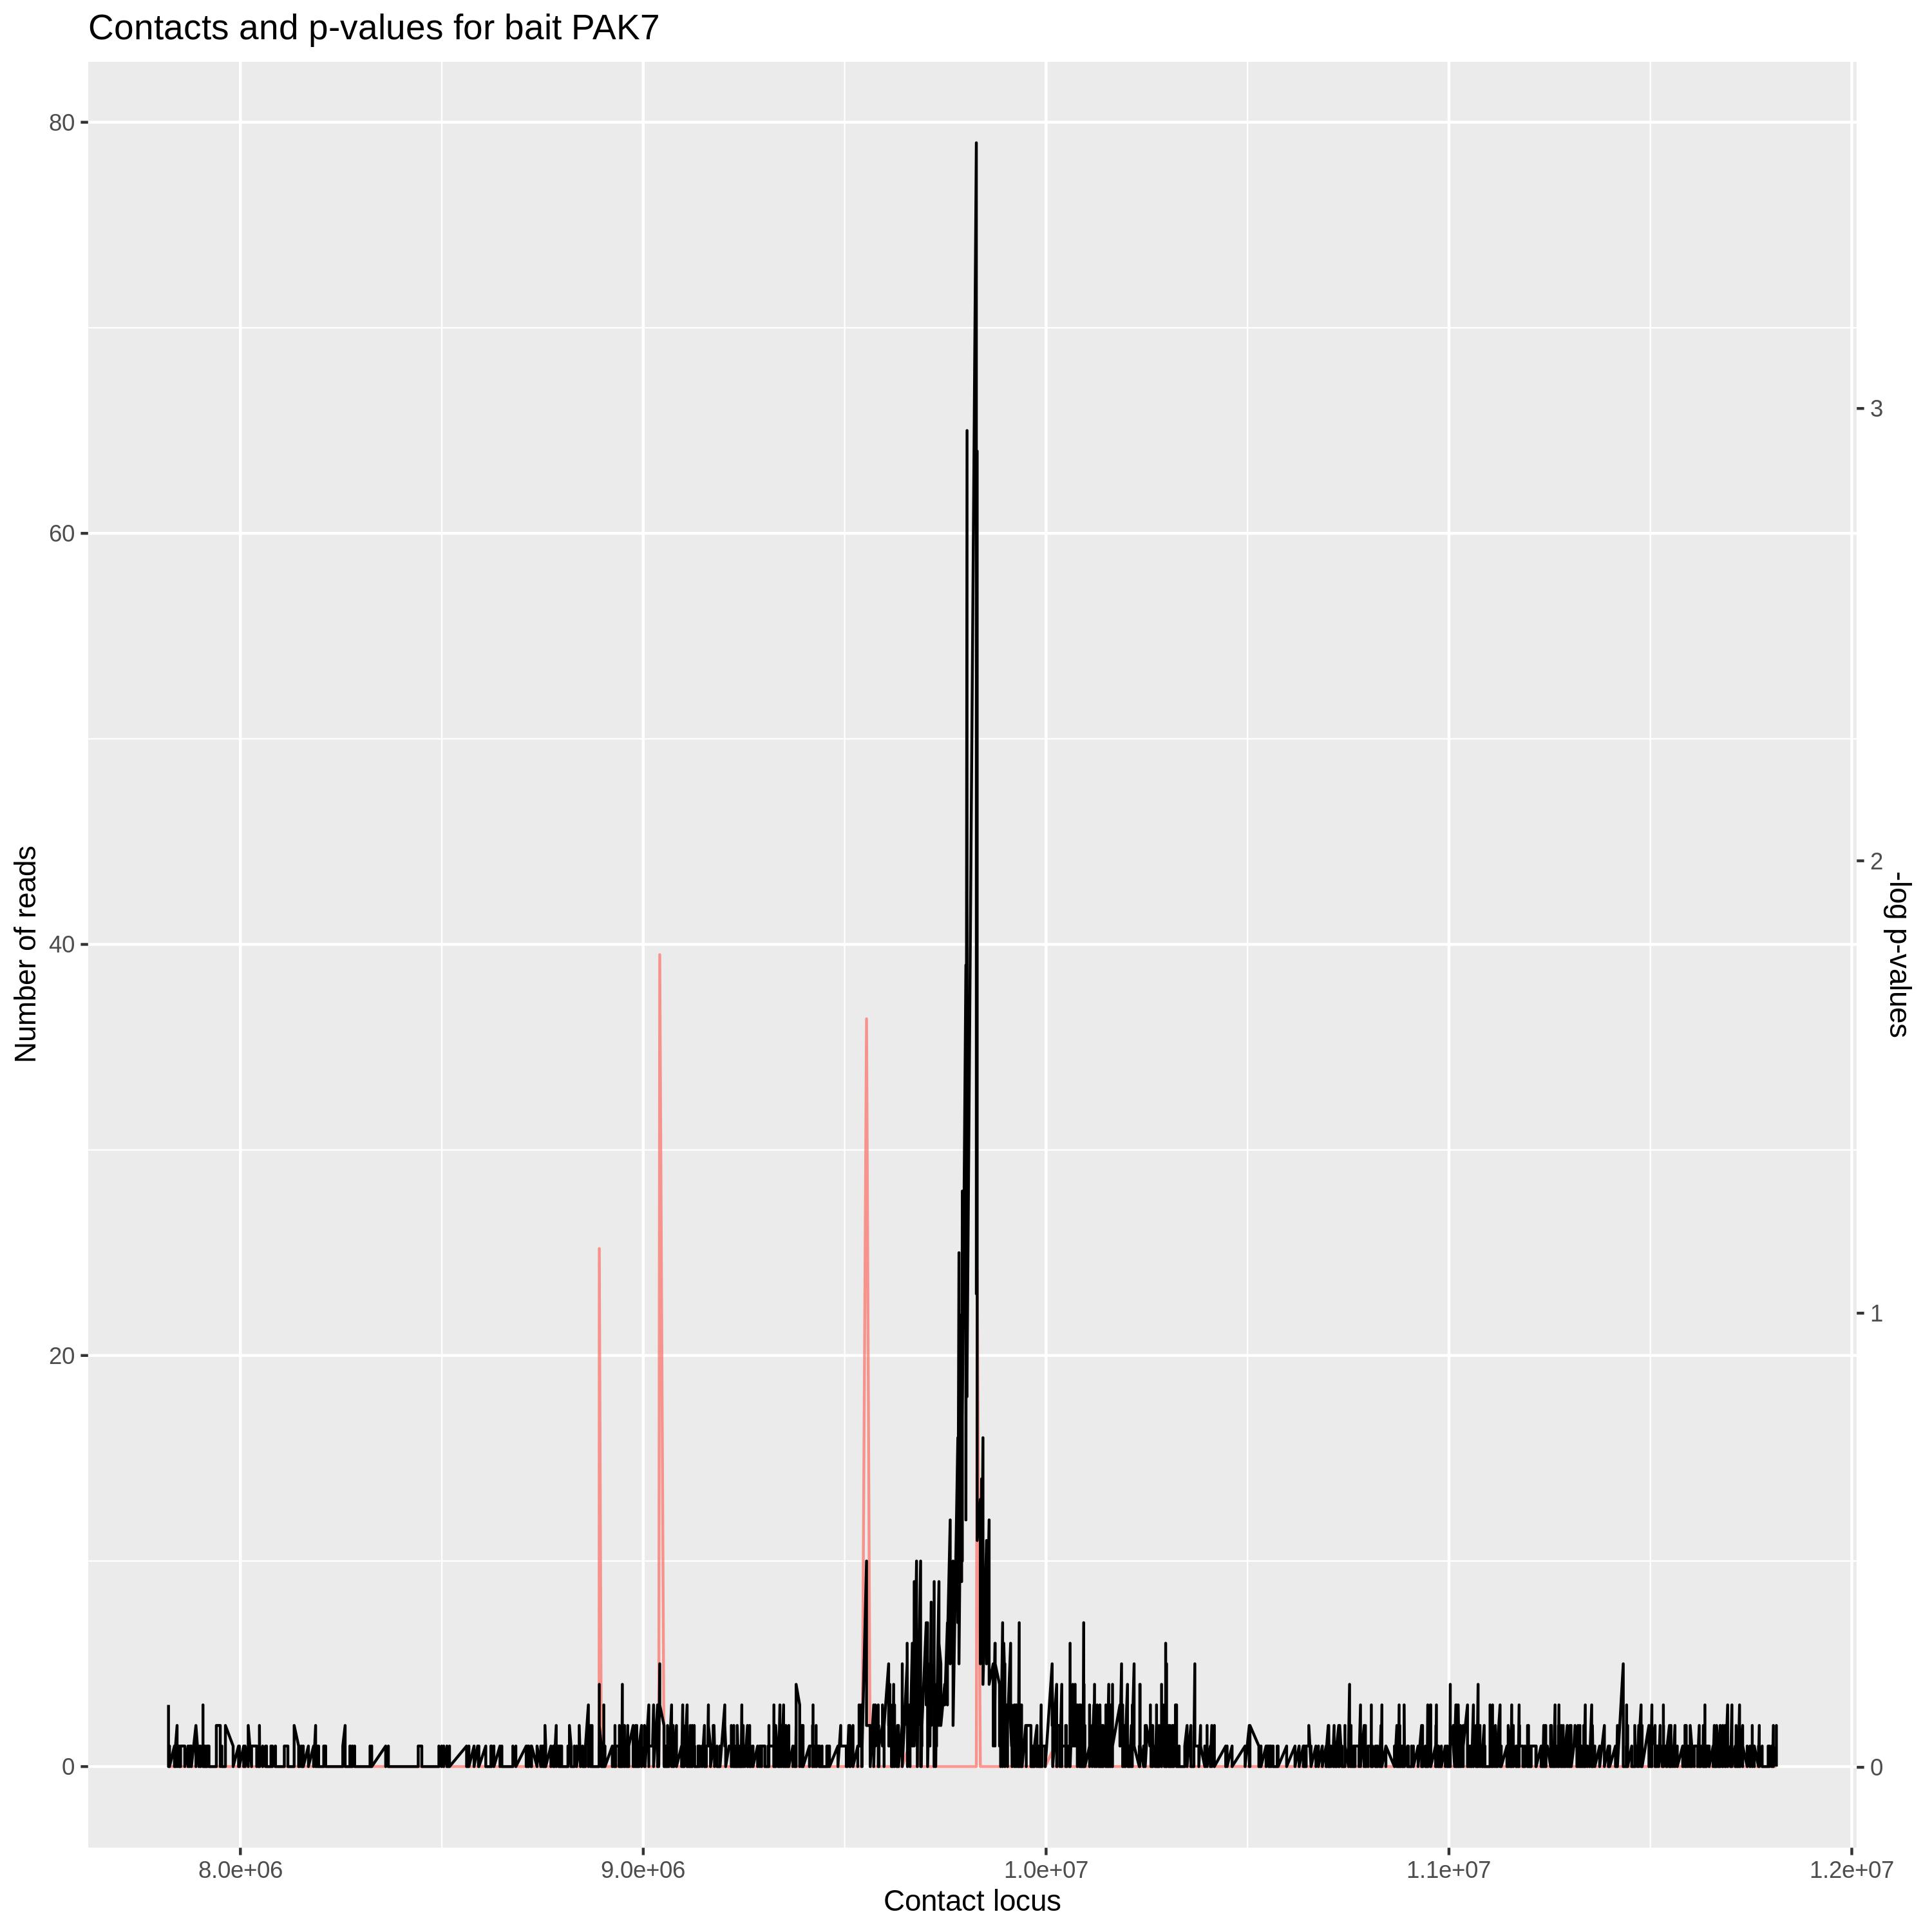 Contacts and p-values for bait PAK7
80
60
40
20
0
Number of reads
3
2
1
0
-log p-values
8.0e+06
9.0e+06
1.0e+07
1.1e+07
1.2e+07
Contact locus